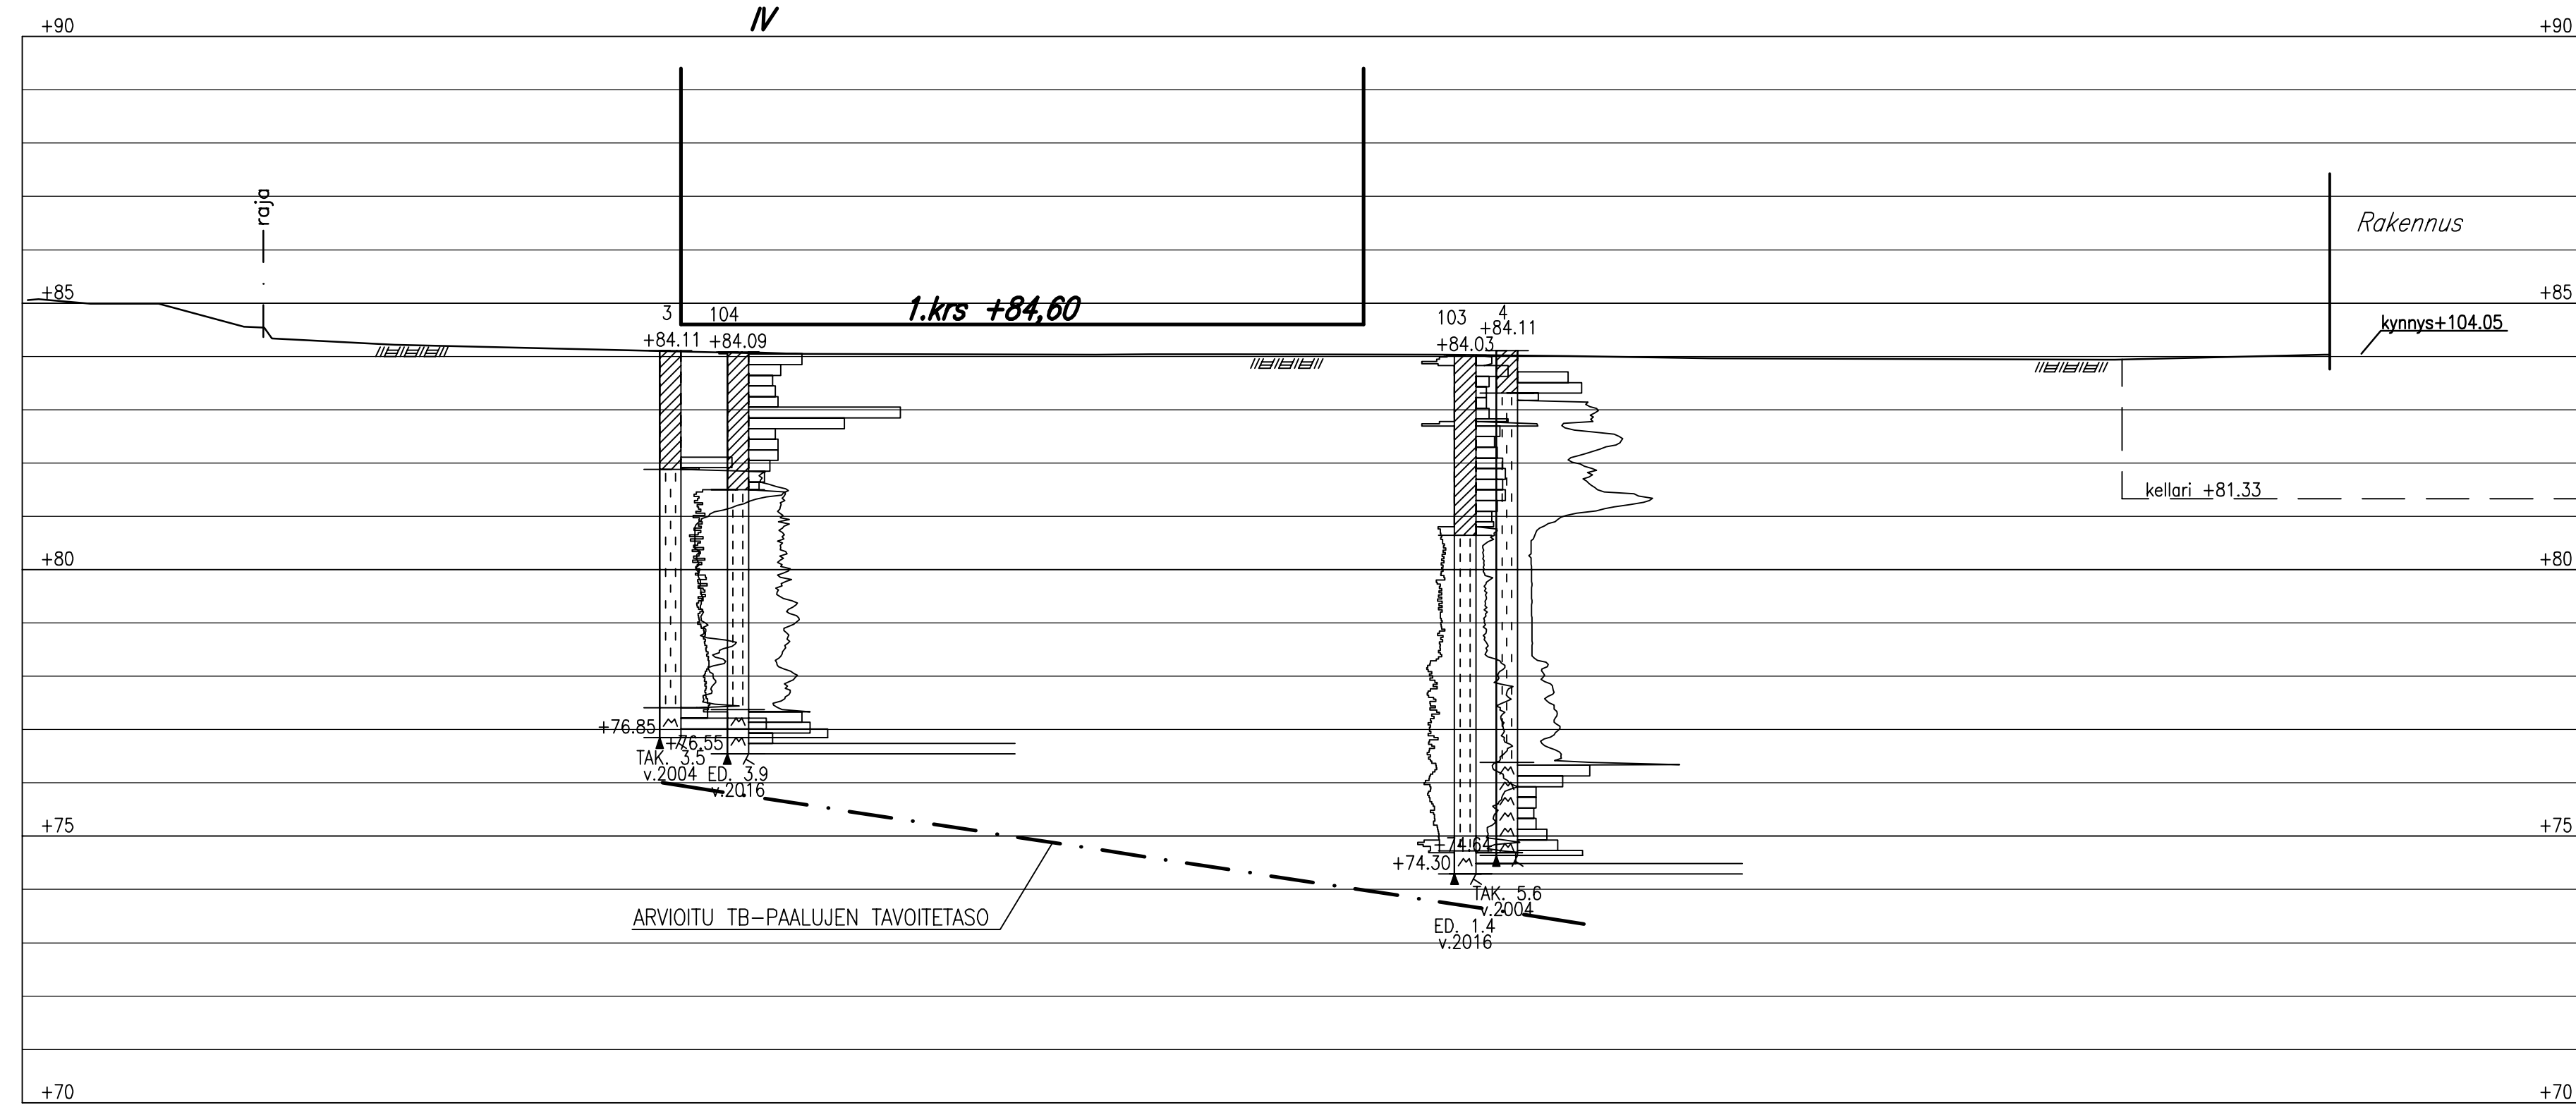 IV
+90
+90
raja
Rakennus
+85
+85
1.krs +84,60
3
104
103
4
kynnys+104.05
+84.11
+84.09
+84.03
+84.11
kellari +81.33
+80
+80
+76.85
+76.55
TAK. 3.5
v.2004
ED. 3.9
v.2016
+75
+75
+74.64
+74.30
TAK. 5.6
v.2004
ARVIOITU TB-PAALUJEN TAVOITETASO
ED. 1.4
v.2016
+70
+70